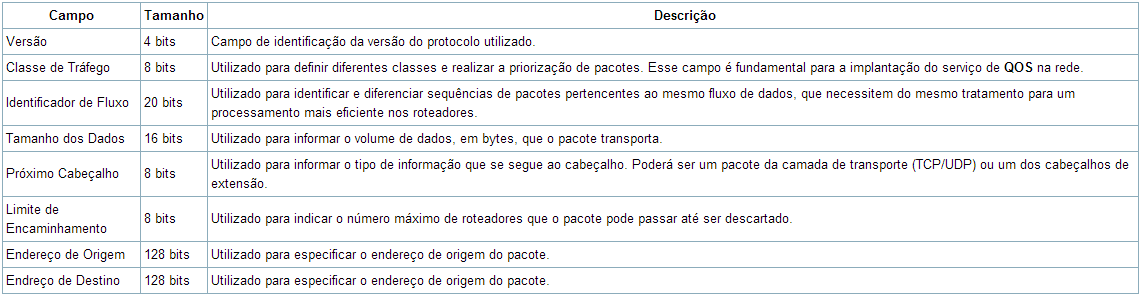 Campo Tamanho Descrição
Versão 4 bits Campo de identificação da versão do protocolo utilizado.
Classe de Tráfego 8 bits Utilizado para definir diferentes classes e realizar a priorização de pacotes. Esse campo é fundamental para a implantação do serviço de QOS na rede.
Identificador de Fluxo 20 bits Utilizado para identificar e diferenciar sequências de pacotes pertencentes ao mesmo fluxo de dados, que necessitem do mesmo tratamento para um
processamento mais eficiente nos roteadores.
Tamanho dos Dados 16 bits Utilizado para informar o volume de dados, em bytes, que o pacote transporta.
Próximo Cabeçalho 8 bits Utilizado para informar o tipo de informação que se segue ao cabeçalho. Poderá ser um pacote da camada de transporte (TCP/UDP) ou um dos cabeçalhos de
extensão.
Limite de
Encaminhamento 8 bits Utilizado para indicar o número máximo de roteadores que o pacote pode passar até ser descartado.
Endereço de Origem 128 bits Utilizado para especificar o endereço de origem do pacote.
Endreço de Destino 128 bits Utilizado para especificar o endereço de origem do pacote.